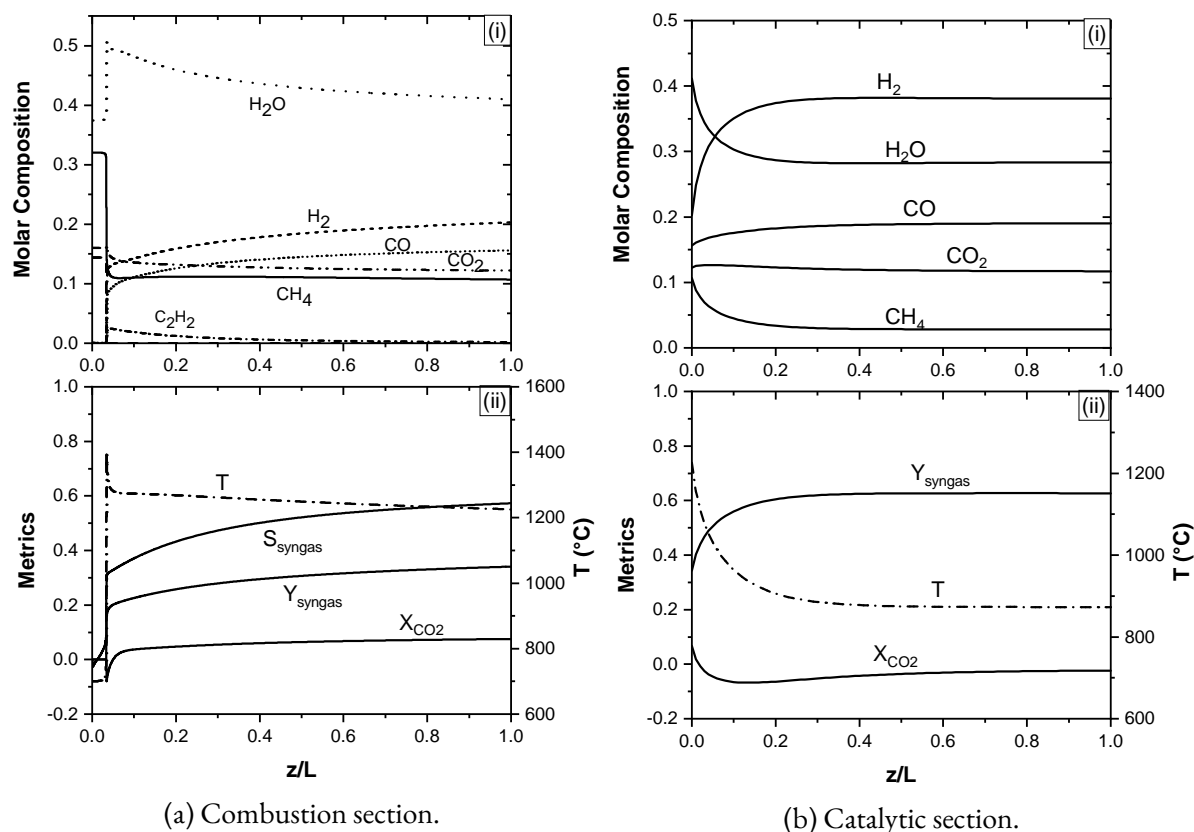 (i)
0.5
0.4
0.3
0.2
0.1
0.0
Molar Composition
H2O
H2
CO
CO2
CH4
C2H2
0.0 0.2 0.4 0.6 0.8 1.0
(ii)
1.0
0.8
0.6
0.4
0.2
0.0
-0.2
Metrics
T
Ssyngas
Ysyngas
XCO2
1600
1400
1200
1000
800
600
T (°C)
0.0 0.2 0.4 0.6 0.8 1.0
z/L
(a) Combustion section.
(i)
0.5
0.4
0.3
0.2
0.1
0.0
Molar Composition
H2
H2O
CO
CO2
CH4
0.0 0.2 0.4 0.6 0.8 1.0
(ii)
1.0
0.8
0.6
0.4
0.2
0.0
-0.2
Metrics
Ysyngas
T
XCO2
1400
1200
1000
800
600
T (°C)
0.0 0.2 0.4 0.6 0.8 1.0
z/L
(b) Catalytic section.